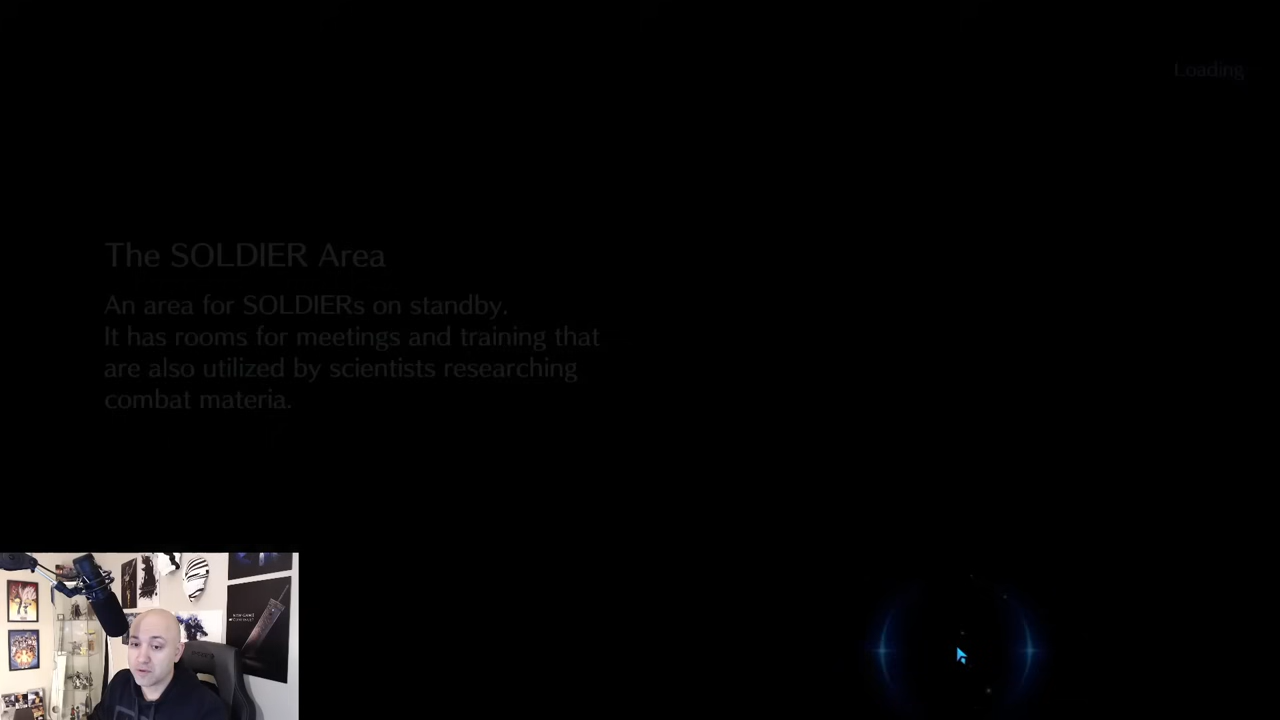 Loading
The SOLDIER Area
An area for SOLDIERs on standby.
It has rooms for meetings and training that
are also utilized by scientists researching
combat materia.